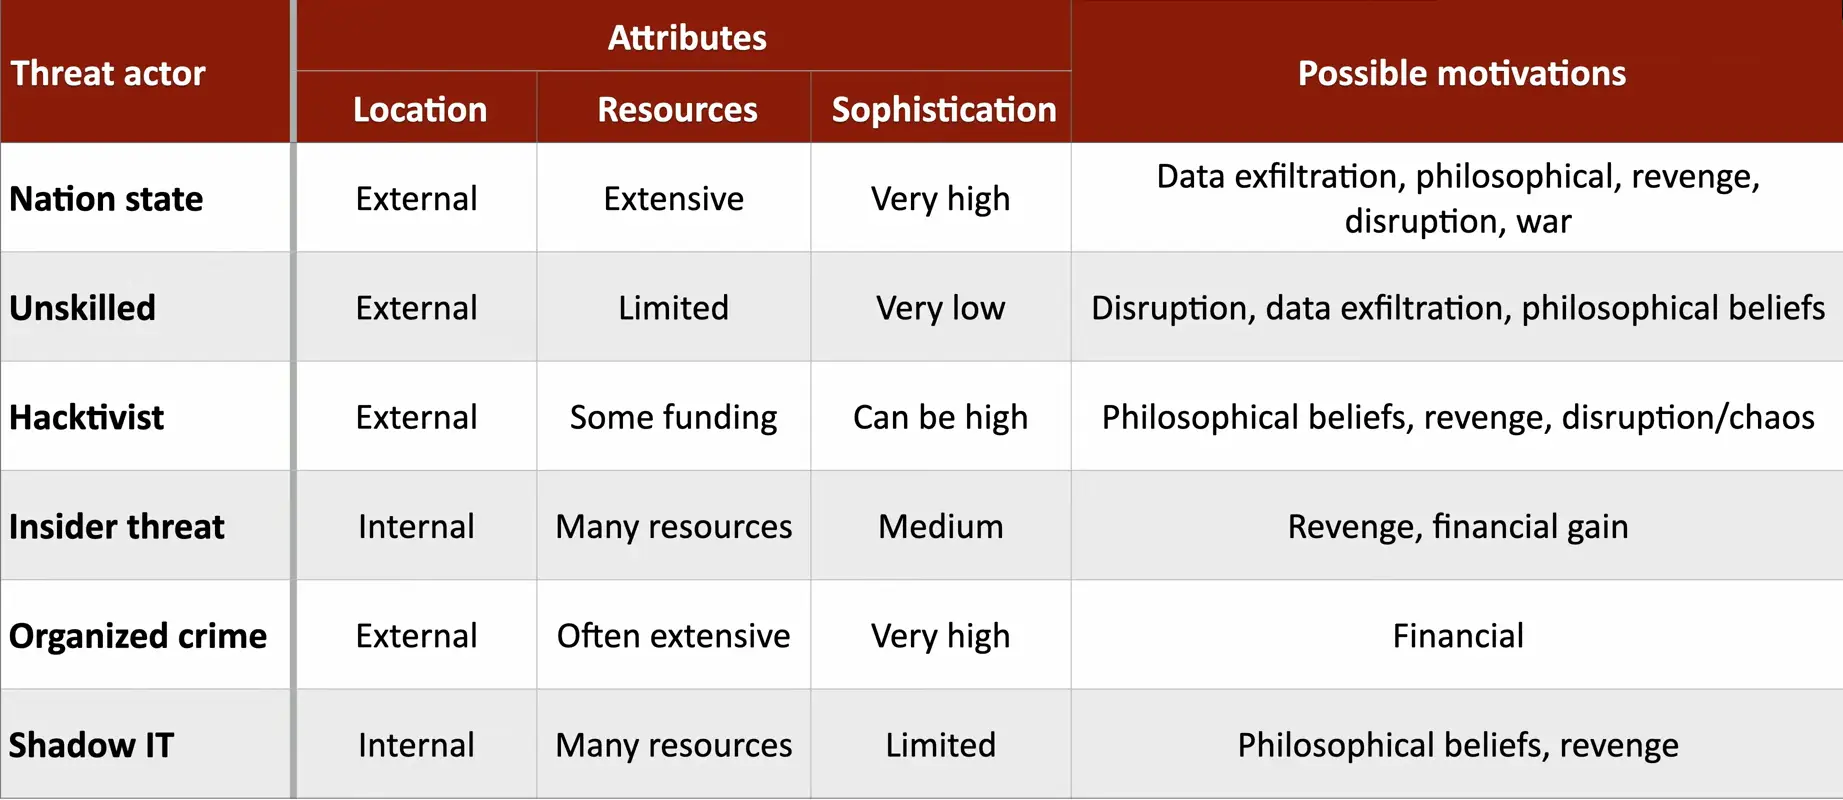 Threat actor
Attributes
Possible motivations
Location
Resources
Sophistication
Nation state
External
Extensive
Very high
Data exfiltration, philosophical, revenge,
disruption, war
Unskilled
External
Limited
Very low
Disruption, data exfiltration, philosophical beliefs
Hacktivist
External
Some funding
Can be high
Philosophical beliefs, revenge, disruption/chaos
Insider threat
Internal
Many resources
Medium
Revenge, financial gain
Organized crime
External
Often extensive
Very high
Financial
Shadow IT
Internal
Many resources
Limited
Philosophical beliefs, revenge